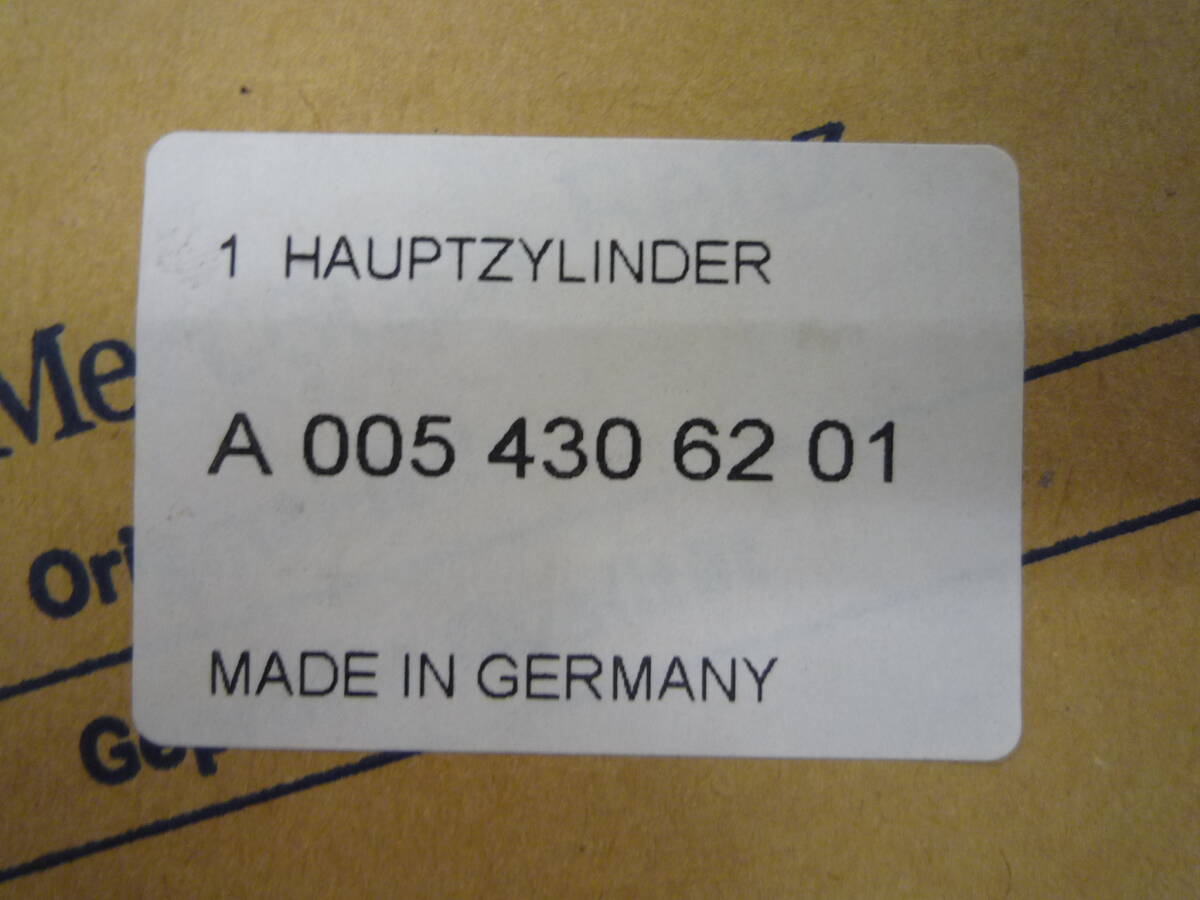 1 HAUPTZYLINDER
A 005 430 62 01
MADE IN GERMANY